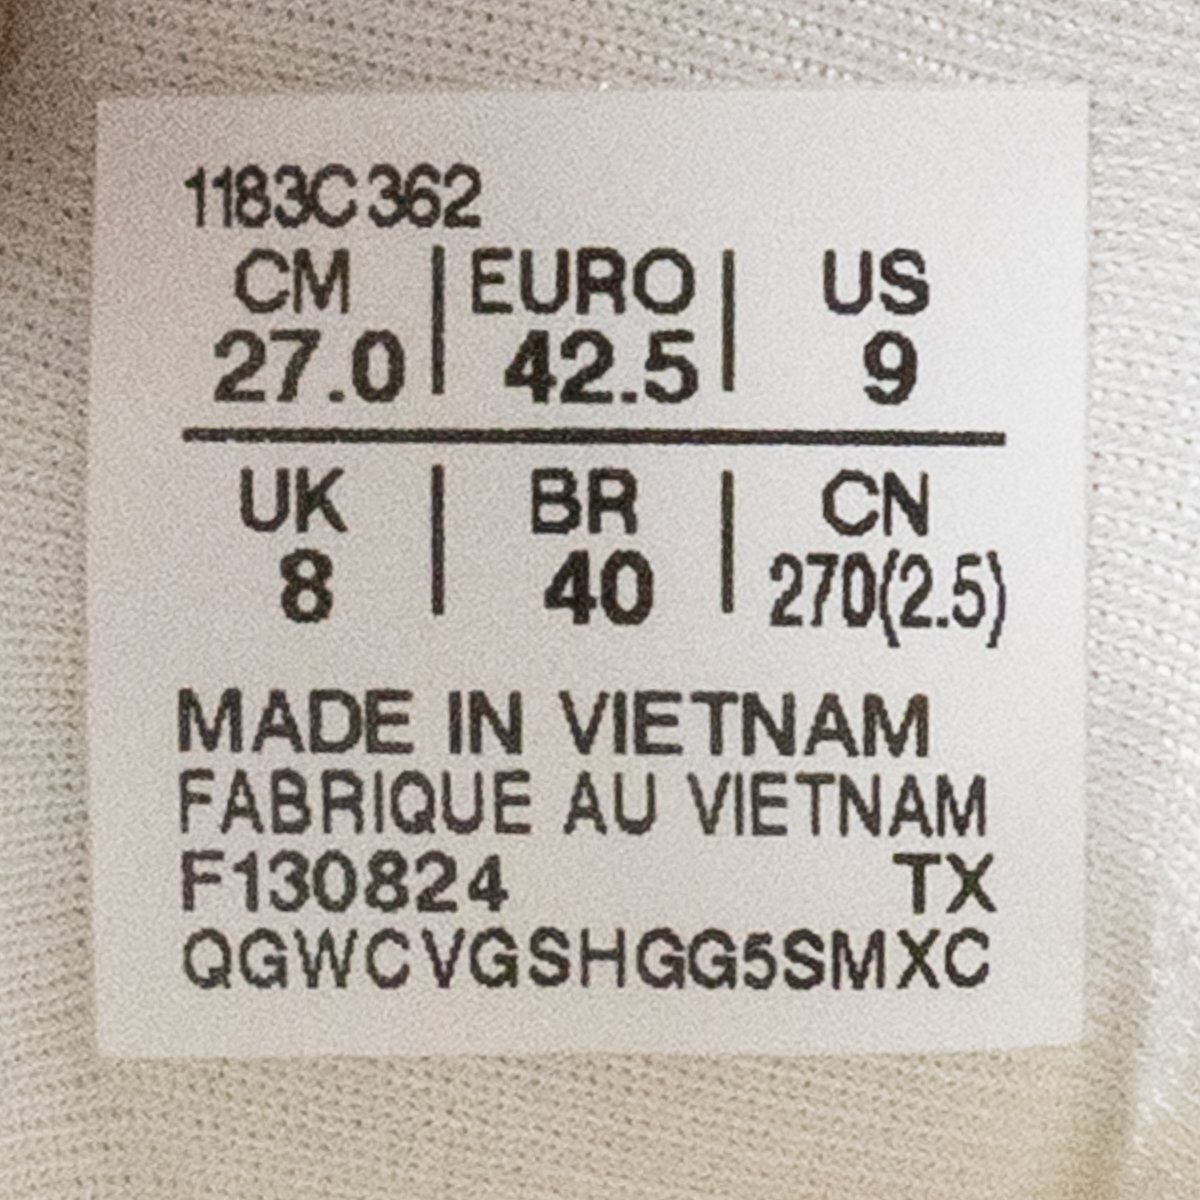 1183C362
CM | EURO | US
27.0 | 42.5 | 9
UK | BR | CN
8 | 40 | 270(2.5)
MADE IN VIETNAM
FABRIQUE AU VIETNAM
F130824 TX
QGWCVGSHGG5SMXC